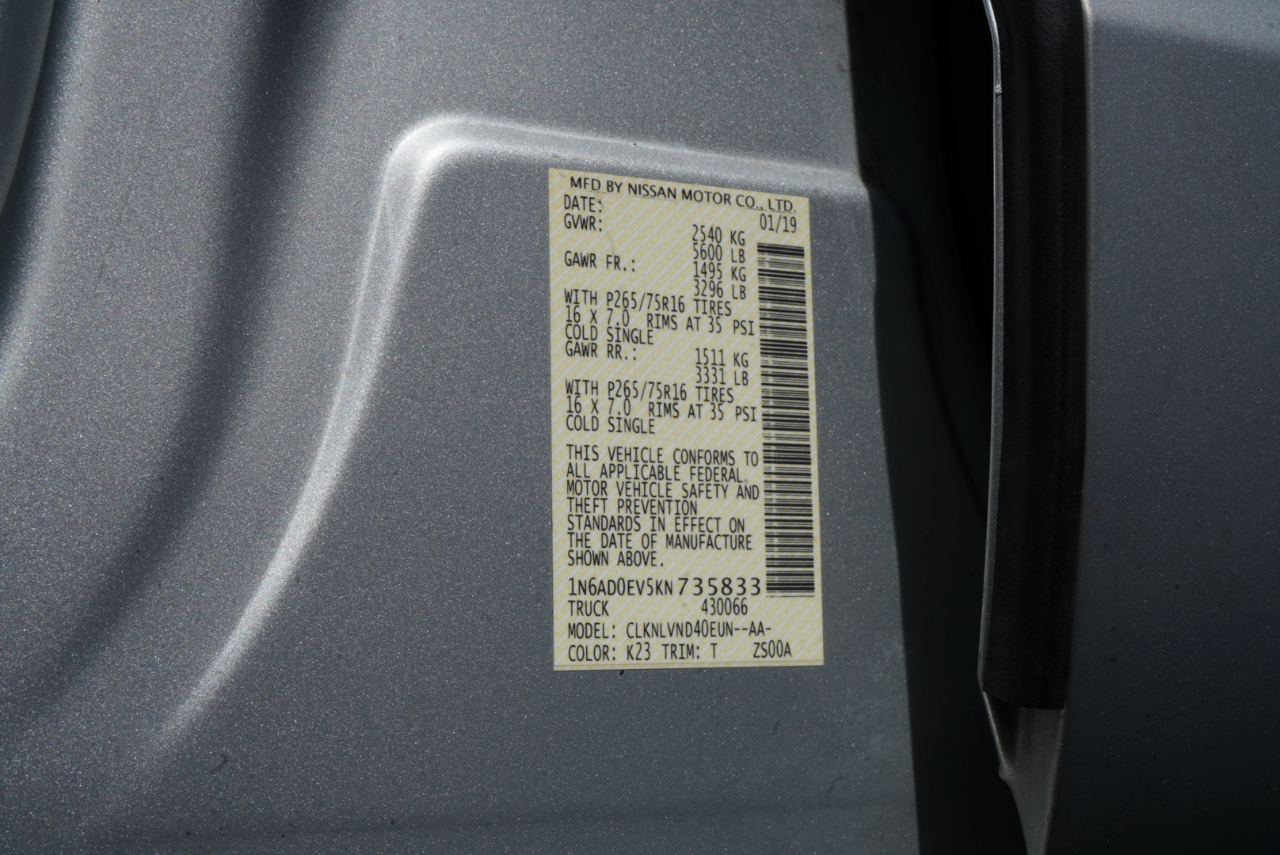 MFD BY NISSAN MOTOR CO., LTD.
DATE: 01/19
GVWR: 2540 KG
5600 LB
GAWR FR.: 1495 KG
3296 LB
WITH P265/75R16 TIRES
16 X 7.0 RIMS AT 35 PSI
COLD SINGLE
GAWR RR.: 1511 KG
3331 LB
WITH P265/75R16 TIRES
16 X 7.0 RIMS AT 35 PSI
COLD SINGLE
THIS VEHICLE CONFORMS TO
ALL APPLICABLE FEDERAL
MOTOR VEHICLE SAFETY AND
THEFT PREVENTION
STANDARDS IN EFFECT ON
THE DATE OF MANUFACTURE
SHOWN ABOVE.
1N6AD0EV5KN735833
TRUCK 430066
MODEL: CLKNLVND40EUN--AA-
COLOR: K23 TRIM: T ZS00A